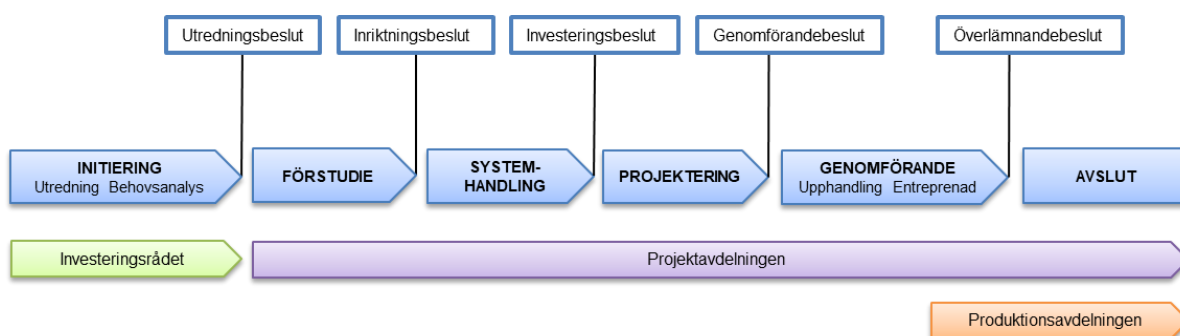 Utredningsbeslut
Inriktningsbeslut
Investeringsbeslut
Genomförandebeslut
Överlämnandebeslut
INITIERING
Utredning Behovsanalys
FÖRSTUDIE
SYSTEM-
HANDLING
PROJEKTERING
GENOMFÖRANDE
Upphandling Entreprenad
AVSLUT
Investeringsrådet
Projektavdelningen
Produktionsavdelningen